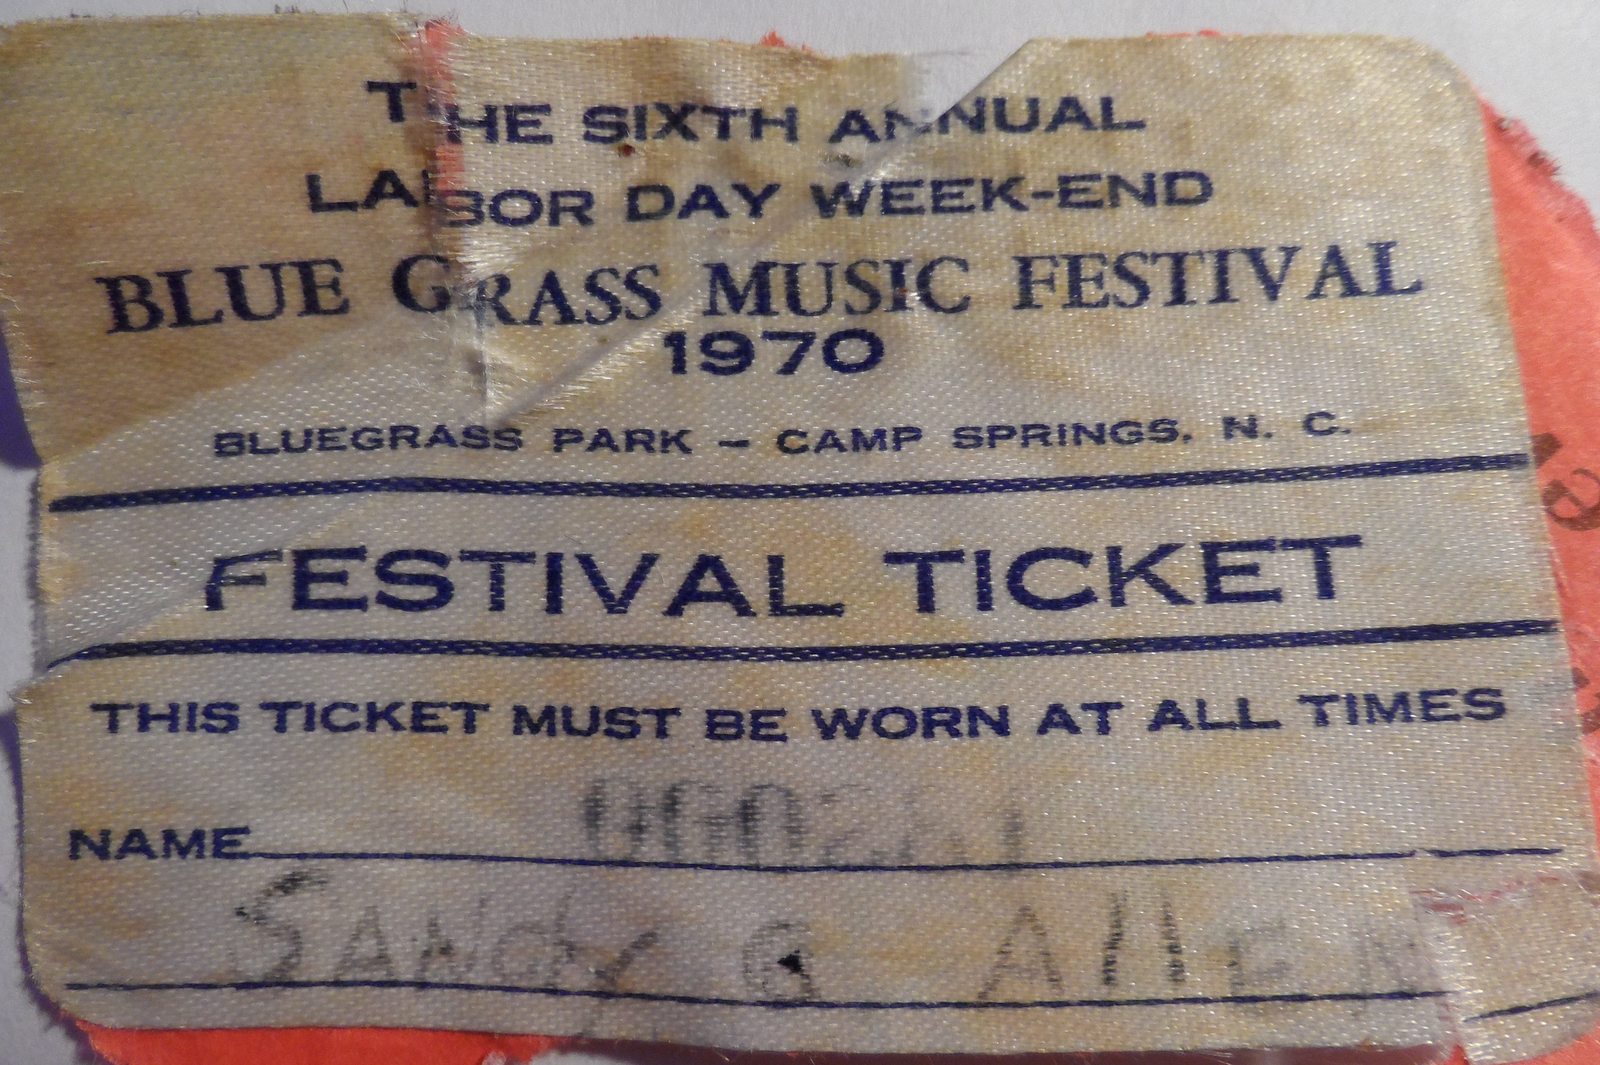 THE SIXTH ANNUAL
LABOR DAY WEEK-END
BLUE GRASS MUSIC FESTIVAL
1970
BLUEGRASS PARK - CAMP SPRINGS, N. C.
FESTIVAL TICKET
THIS TICKET MUST BE WORN AT ALL TIMES
NAME
SANdy G Allen